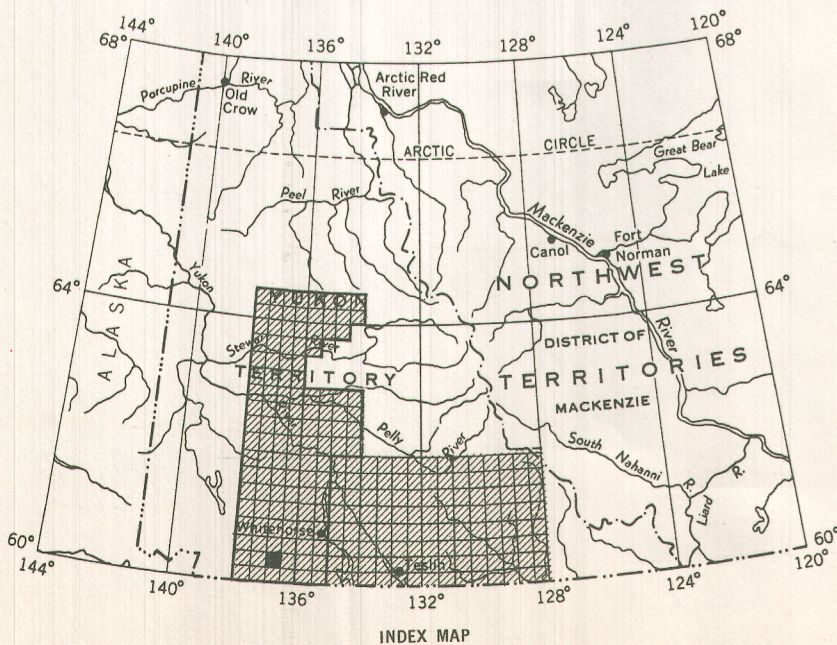 144° 140° 136° 132° 128° 124° 120°
68° 68°
Porcupine River
Old
Crow
Arctic Red
River
ARCTIC CIRCLE
Great Bear
Lake
Peel River
Mackenzie
Canol
Fort
Norman
Yukon
NORTHWEST
64° 64°
ALASKA
YUKON
Stewart River
DISTRICT OF
River
TERRITORY
TERRITORIES
MACKENZIE
River
Pelly
River
South
Nahanni
R.
Liard R.
Whitehorse
Teslin
60° 60°
144° 140° 136° 132° 128° 124° 120°
INDEX MAP